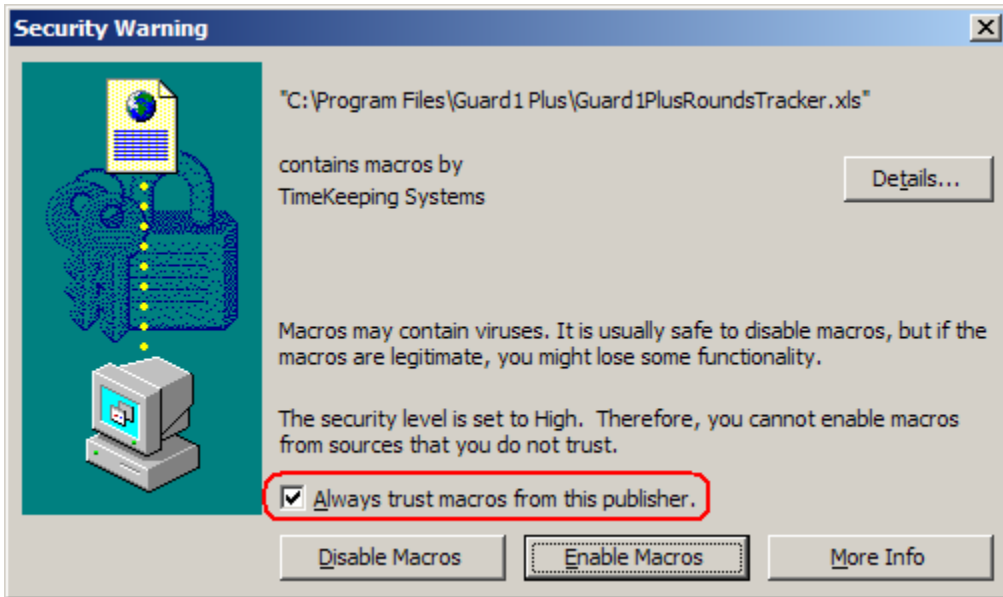 Security Warning
"C:\Program Files\Guard1 Plus\Guard1PlusRoundsTracker.xls"
contains macros by
TimeKeeping Systems
Details...
Macros may contain viruses. It is usually safe to disable macros, but if the
macros are legitimate, you might lose some functionality.
The security level is set to High.  Therefore, you cannot enable macros
from sources that you do not trust.
Always trust macros from this publisher.
Disable Macros
Enable Macros
More Info